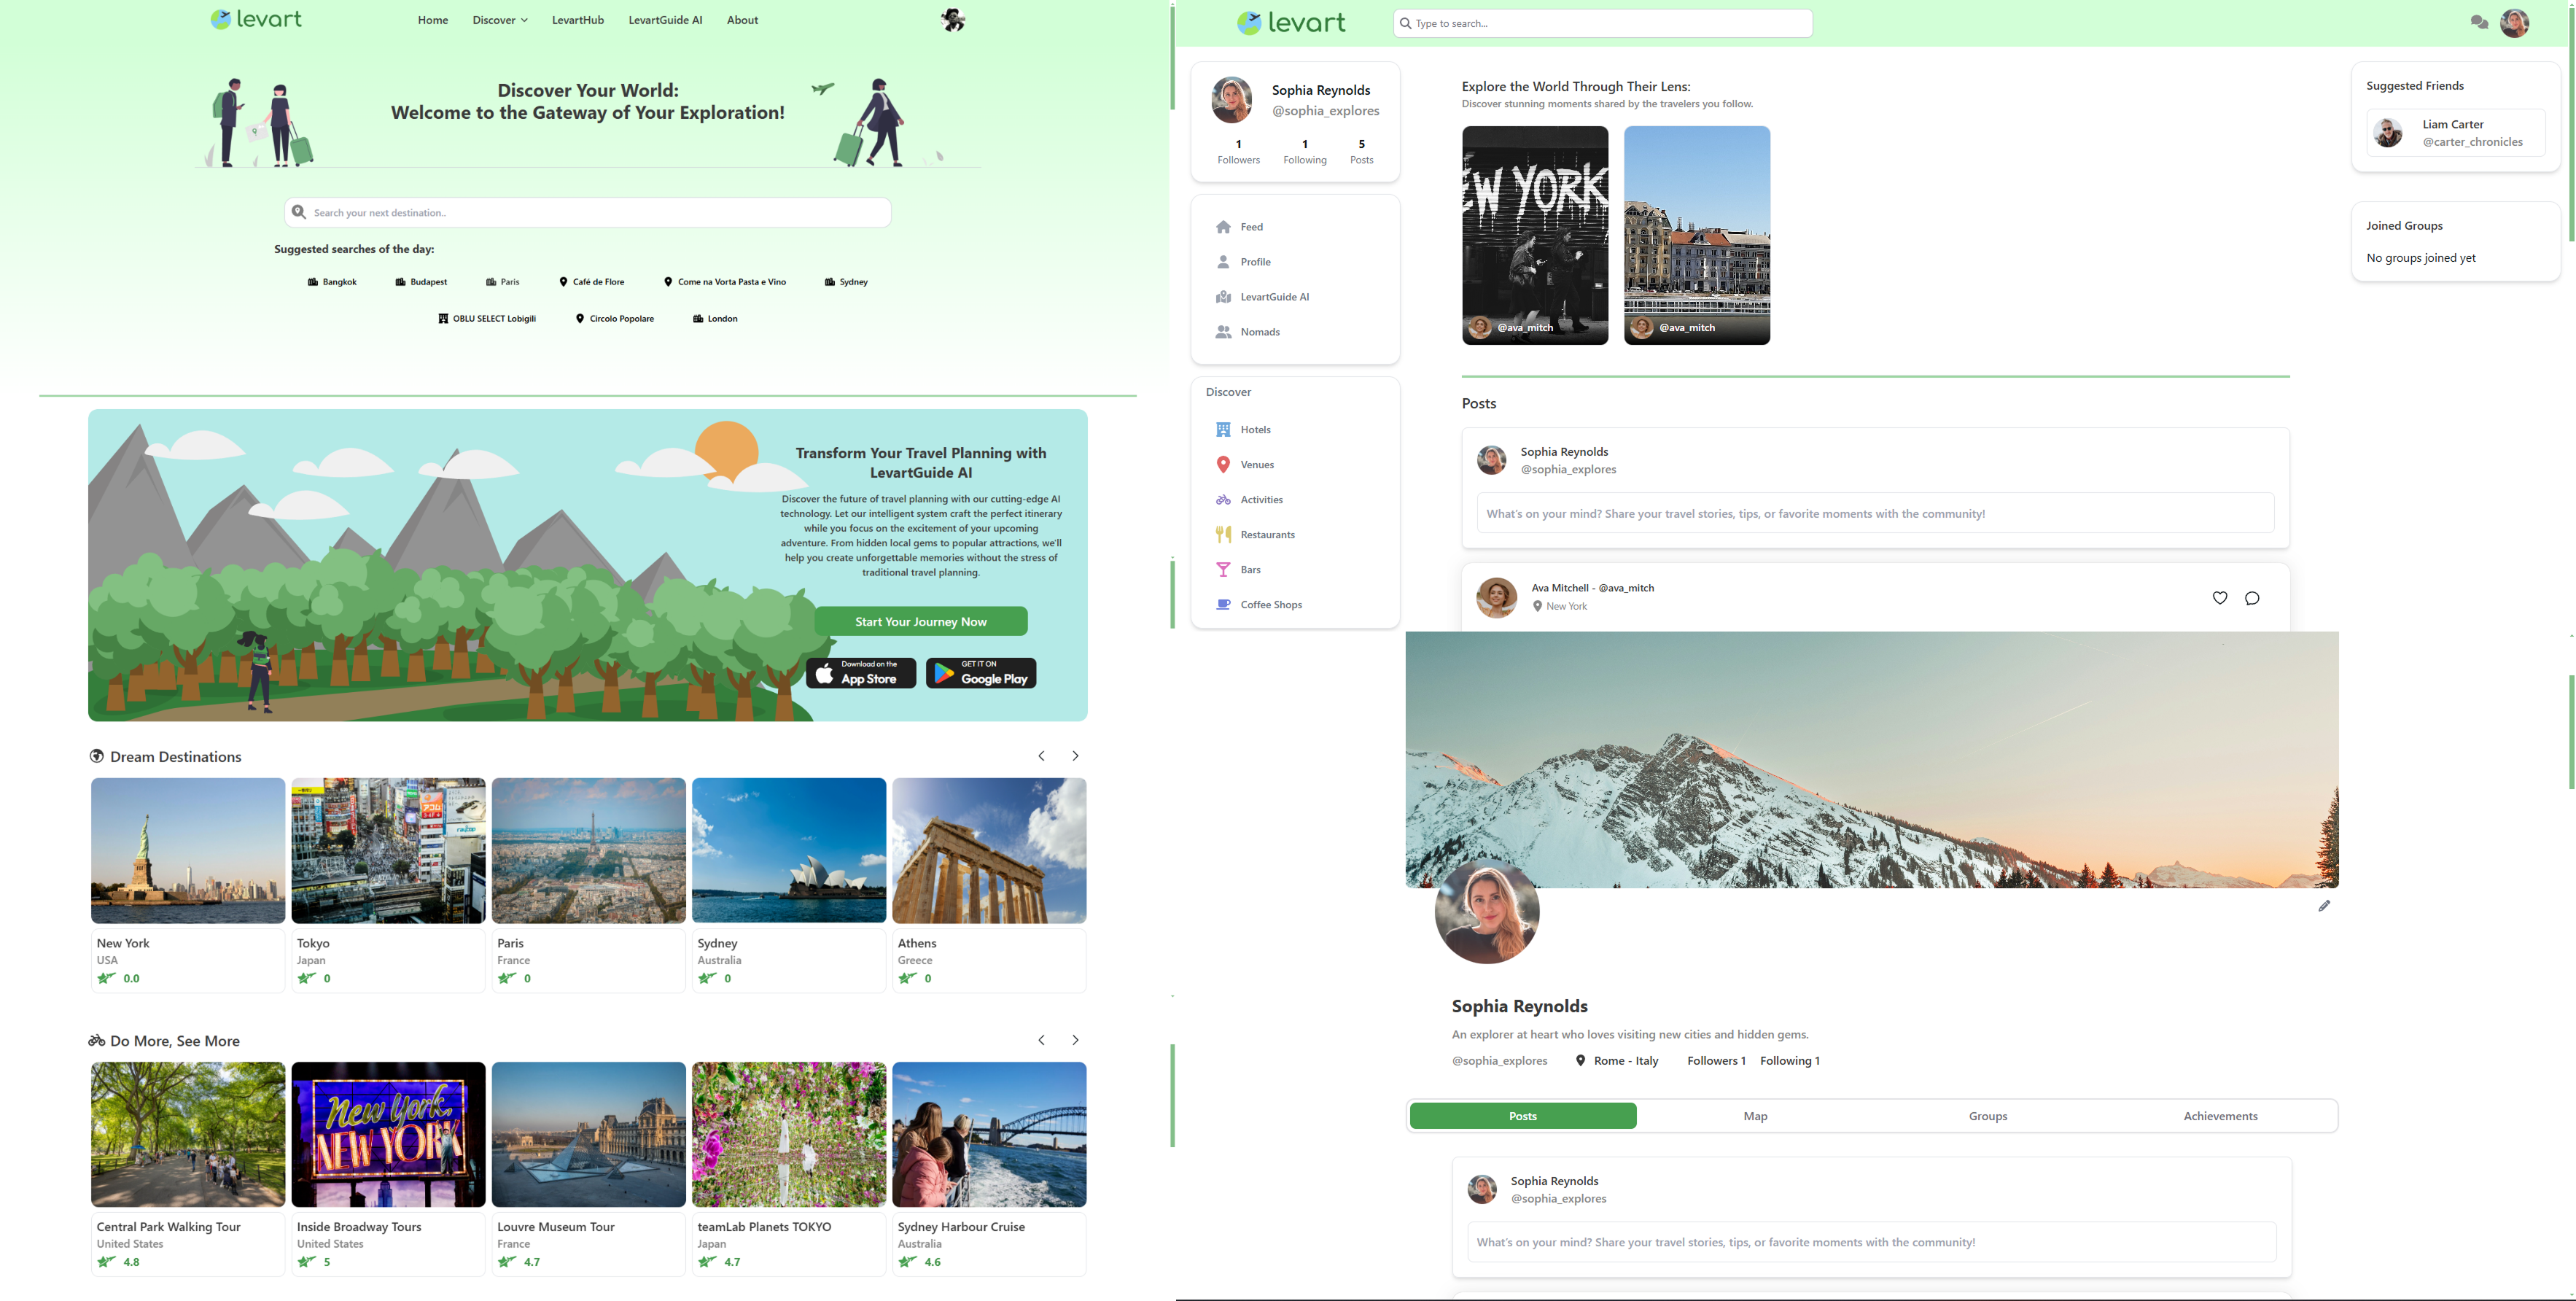 levart
Home
Discover
LevartHub
LevartGuide AI
About
Discover Your World:
Welcome to the Gateway of Your Exploration!
Search your next destination..
Suggested searches of the day:
Bangkok
Budapest
Paris
Café de Flore
Come na Vorta Pasta e Vino
Sydney
OBLU SELECT Lobigili
Circolo Popolare
London
Transform Your Travel Planning with
LevartGuide AI
Discover the future of travel planning with our cutting-edge AI
technology. Let our intelligent system craft the perfect itinerary
while you focus on the excitement of your upcoming
adventure. From hidden local gems to popular attractions, we'll
help you create unforgettable memories without the stress of
traditional travel planning.
Start Your Journey Now
Download on the
App Store
GET IT ON
Google Play
Dream Destinations
New York
USA
0.0
Tokyo
Japan
0
Paris
France
0
Sydney
Australia
0
Athens
Greece
0
Do More, See More
New York,
NEW YORK
Central Park Walking Tour
United States
4.8
Inside Broadway Tours
United States
5
Louvre Museum Tour
France
4.7
teamLab Planets TOKYO
Japan
4.7
Sydney Harbour Cruise
Australia
4.6
levart
Type to search...
Sophia Reynolds
@sophia_explores
1
Followers
1
Following
5
Posts
Feed
Profile
LevartGuide AI
Nomads
Discover
Hotels
Venues
Activities
Restaurants
Bars
Coffee Shops
Explore the World Through Their Lens:
Discover stunning moments shared by the travelers you follow.
EW YORK
@ava_mitch
@ava_mitch
Posts
Sophia Reynolds
@sophia_explores
What's on your mind? Share your travel stories, tips, or favorite moments with the community!
Ava Mitchell - @ava_mitch
New York
Suggested Friends
Liam Carter
@carter_chronicles
Joined Groups
No groups joined yet
Sophia Reynolds
An explorer at heart who loves visiting new cities and hidden gems.
@sophia_explores
Rome - Italy
Followers 1
Following 1
Posts
Map
Groups
Achievements
Sophia Reynolds
@sophia_explores
What's on your mind? Share your travel stories, tips, or favorite moments with the community!